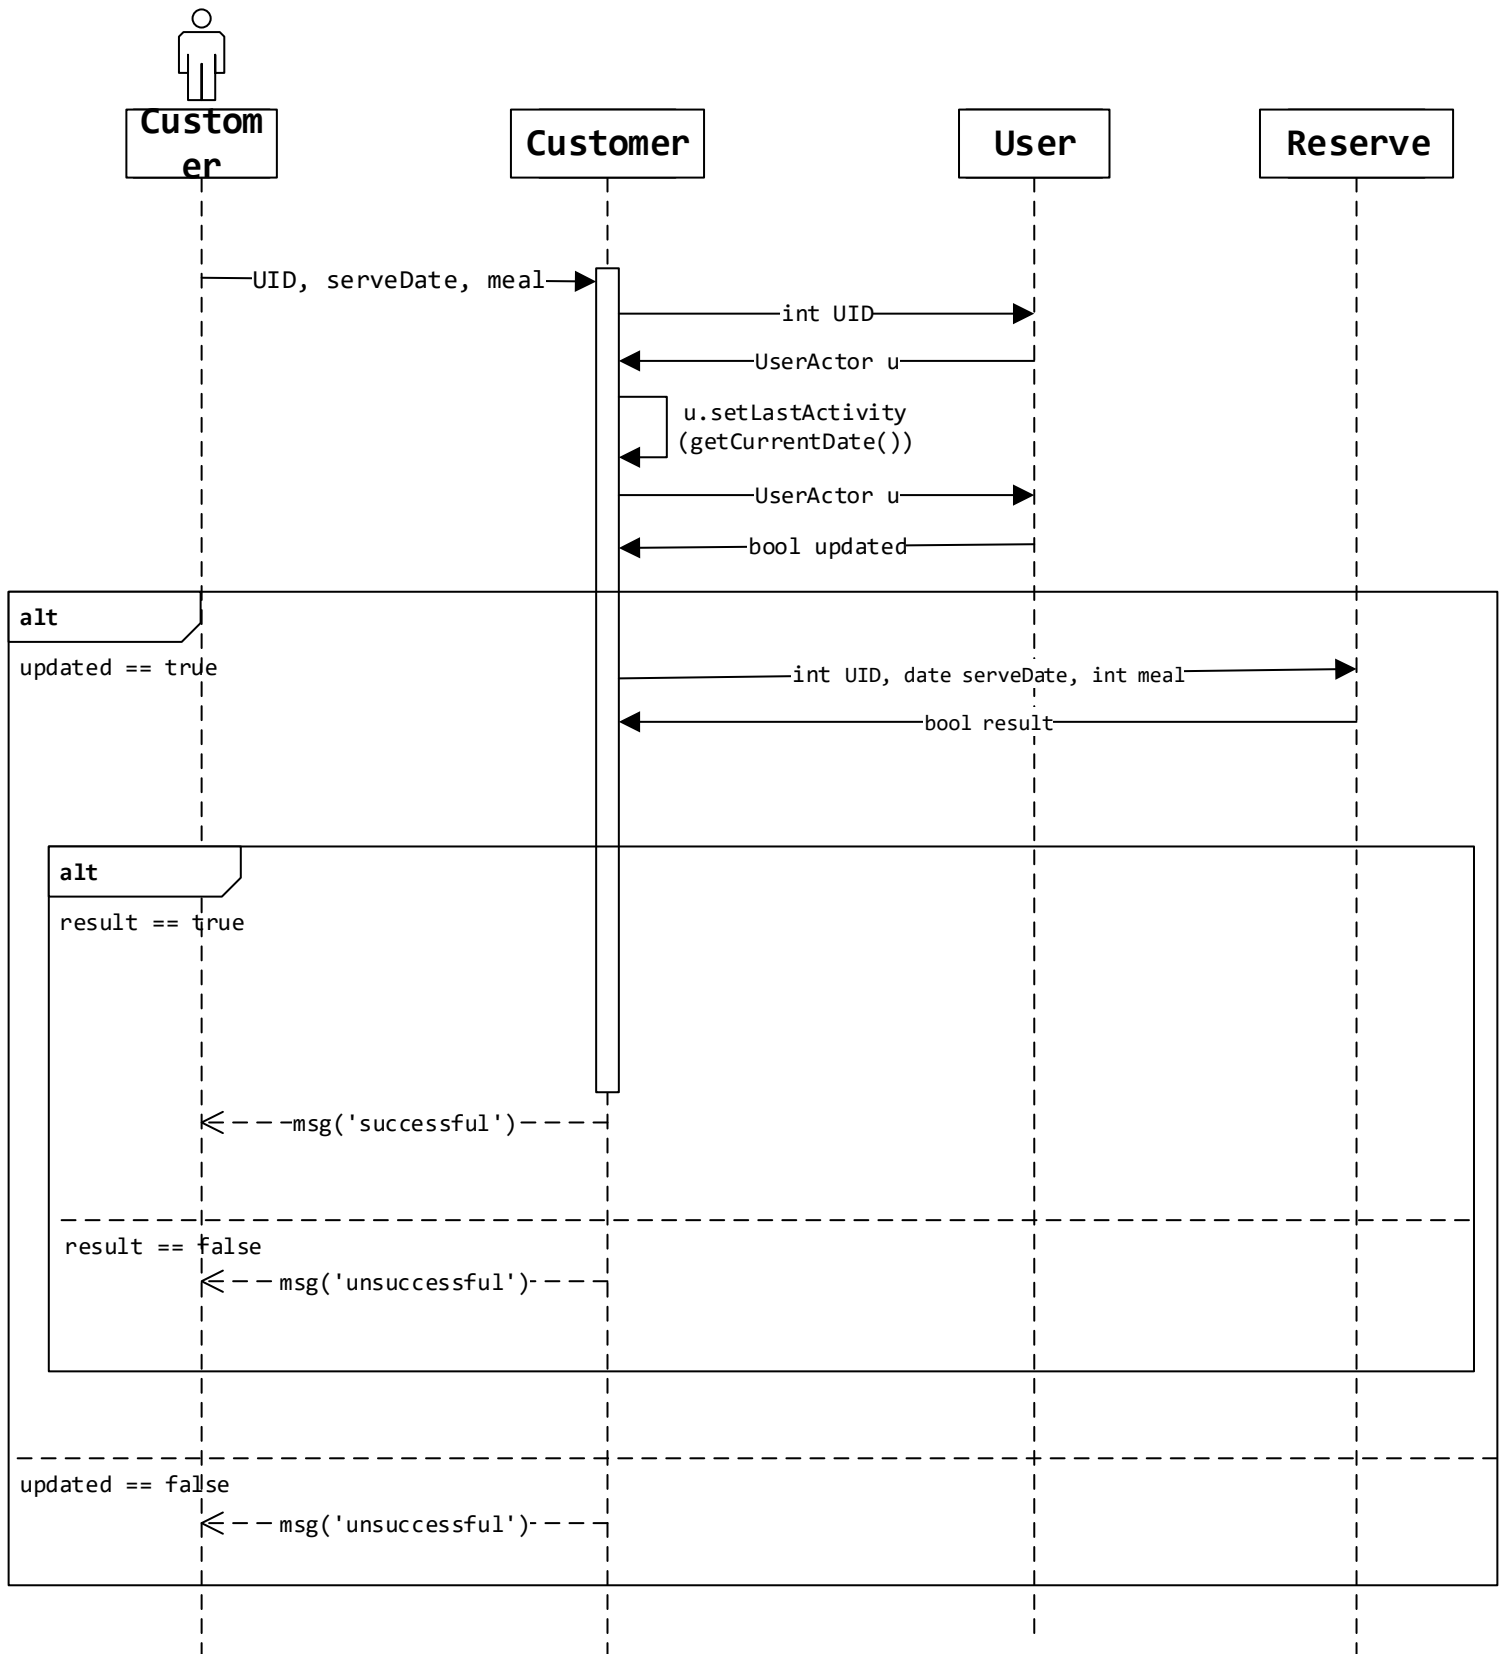 Custom
er
Customer
User
Reserve
UID, serveDate, meal
int UID
UserActor u
u.setLastActivity
(getCurrentDate())
UserActor u
bool updated
alt
updated == true
int UID, date serveDate, int meal
bool result
alt
result == true
msg('successful')
result == false
msg('unsuccessful')
updated == false
msg('unsuccessful')